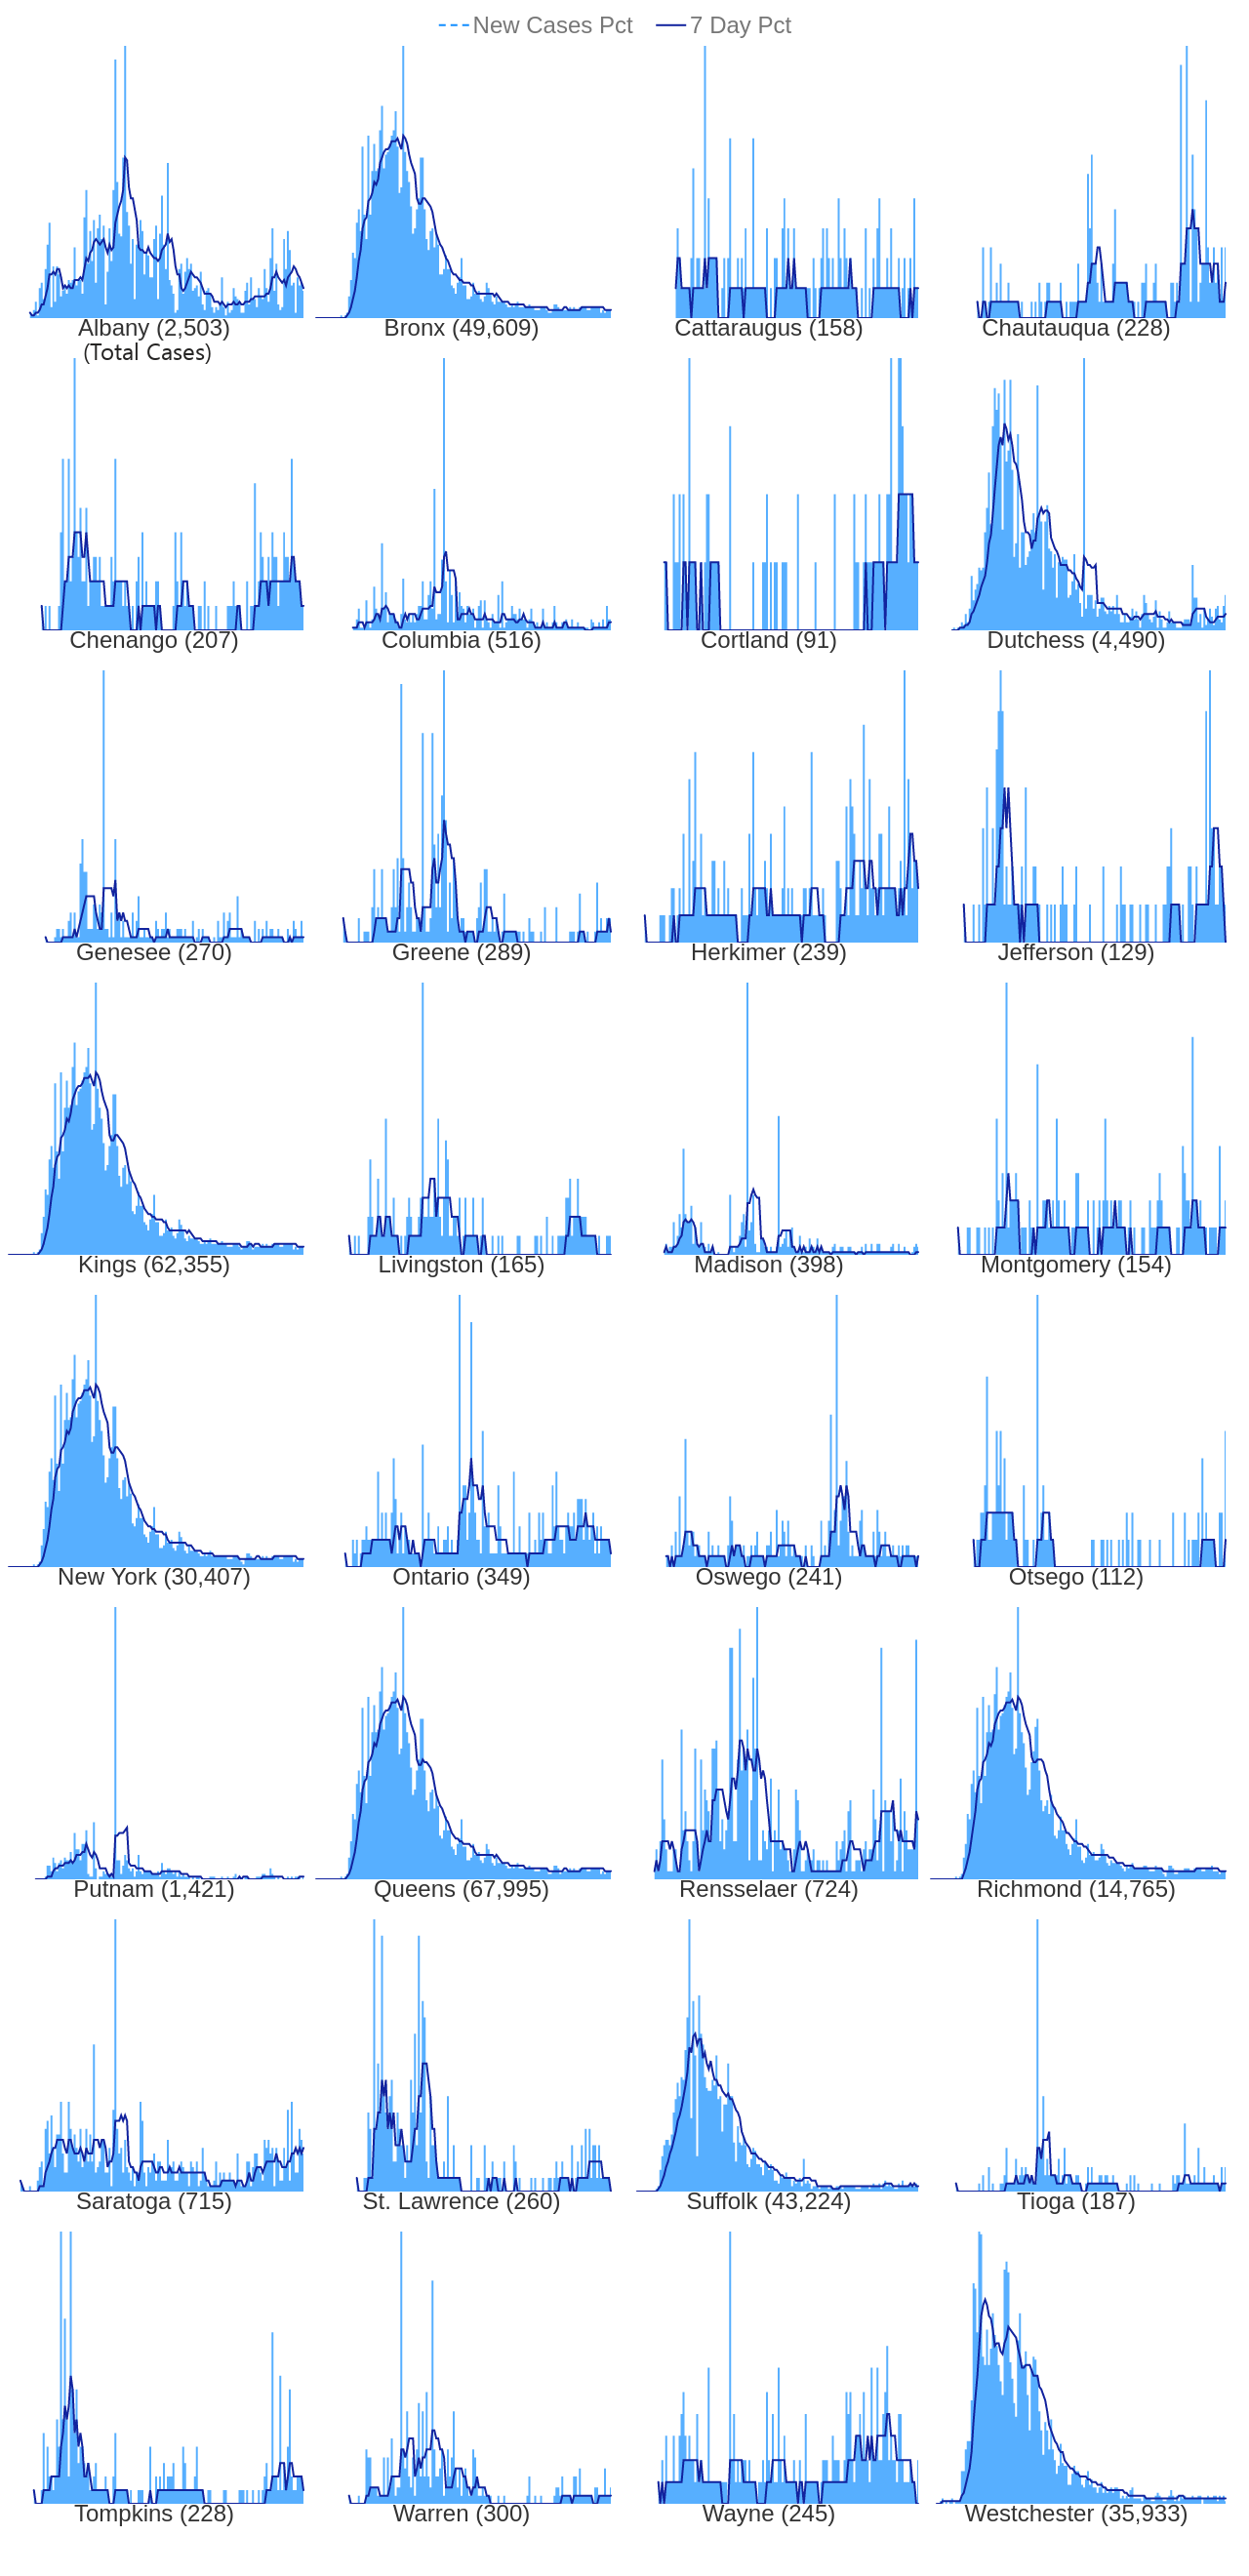 New Cases Pct 7 Day Pct
Albany (2,503) Bronx (49,609) Cattaraugus (158) Chautauqua (228)
(Total Cases)
Chenango (207) Columbia (516) Cortland (91) Dutchess (4,490)
Genesee (270) Greene (289) Herkimer (239) Jefferson (129)
Kings (62,355) Livingston (165) Madison (398) Montgomery (154)
New York (30,407) Ontario (349) Oswego (241) Otsego (112)
Putnam (1,421) Queens (67,995) Rensselaer (724) Richmond (14,765)
Saratoga (715) St. Lawrence (260) Suffolk (43,224) Tioga (187)
Tompkins (228) Warren (300) Wayne (245) Westchester (35,933)